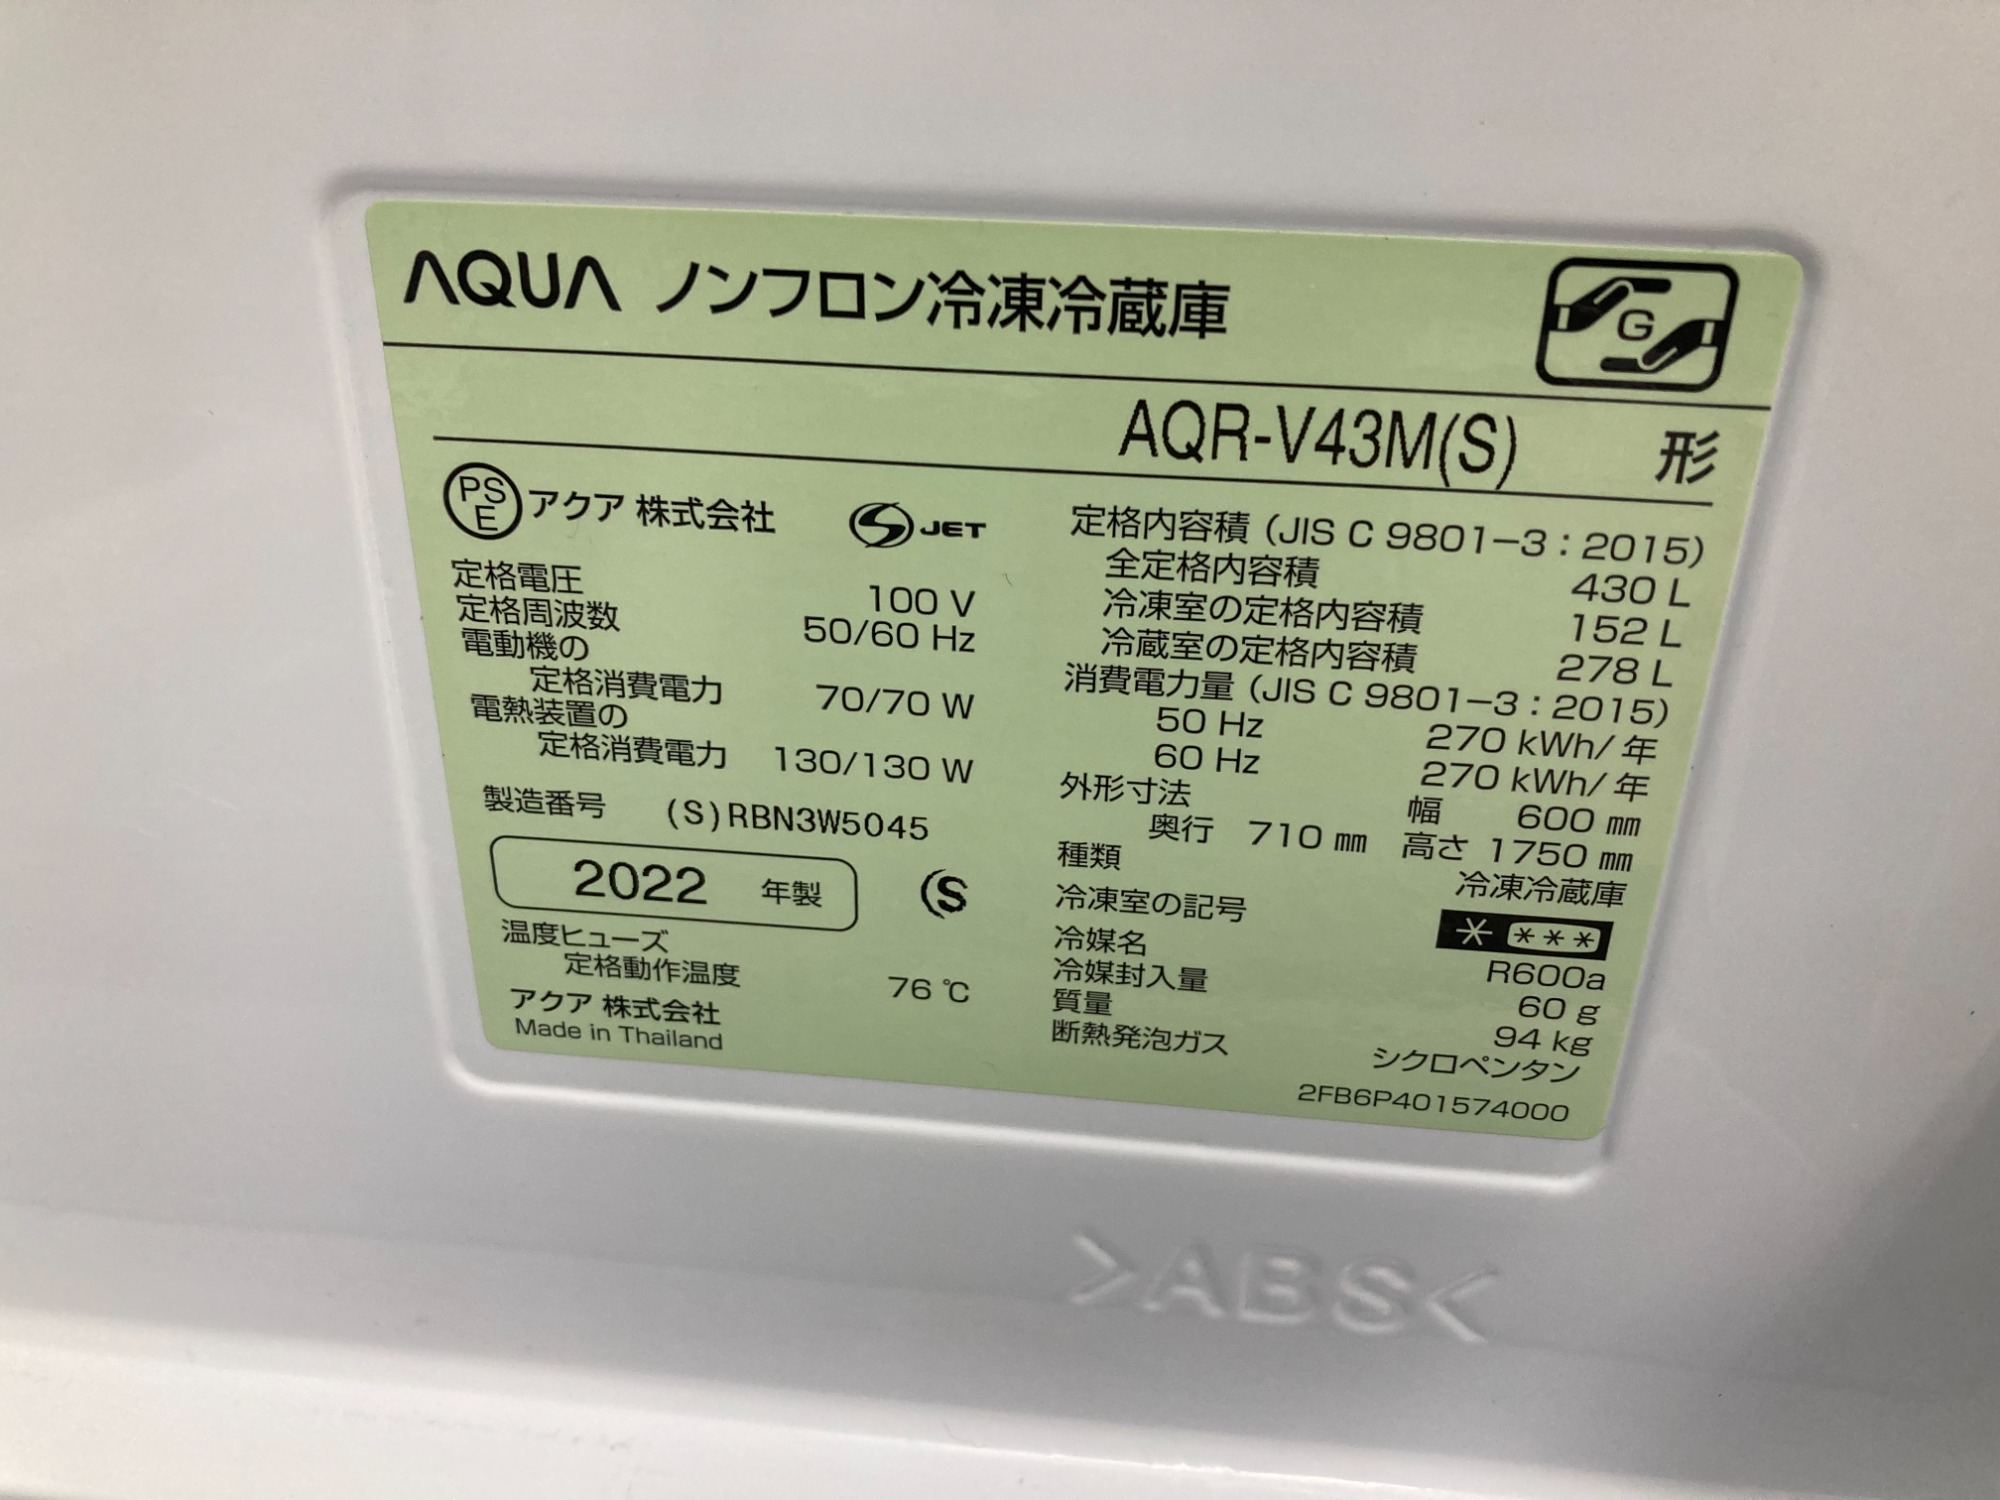 AQUA ノンフロン冷凍冷蔵庫
G
AQR-V43M(S) 形
PS
E
アクア 株式会社
S JET
定格電圧 100 V
定格周波数 50/60 Hz
電動機の
定格消費電力 70/70 W
電熱装置の
定格消費電力 130/130 W
製造番号 (S)RBN3W5045
2022 年製
(S
温度ヒューズ
定格動作温度 76 ℃
アクア 株式会社
Made in Thailand
定格内容積 (JIS C 9801-3 : 2015)
全定格内容積 430 L
冷凍室の定格内容積 152 L
冷蔵室の定格内容積 278 L
消費電力量 (JIS C 9801-3 : 2015)
50 Hz 270 kWh/年
60 Hz 270 kWh/年
外形寸法 幅 600 ㎜
奥行 710 ㎜ 高さ 1750 ㎜
種類 冷凍冷蔵庫
冷凍室の記号 * ***
冷媒名 R600a
冷媒封入量 60 g
質量 94 kg
断熱発泡ガス シクロペンタン
2FB6P401574000
>ABS<